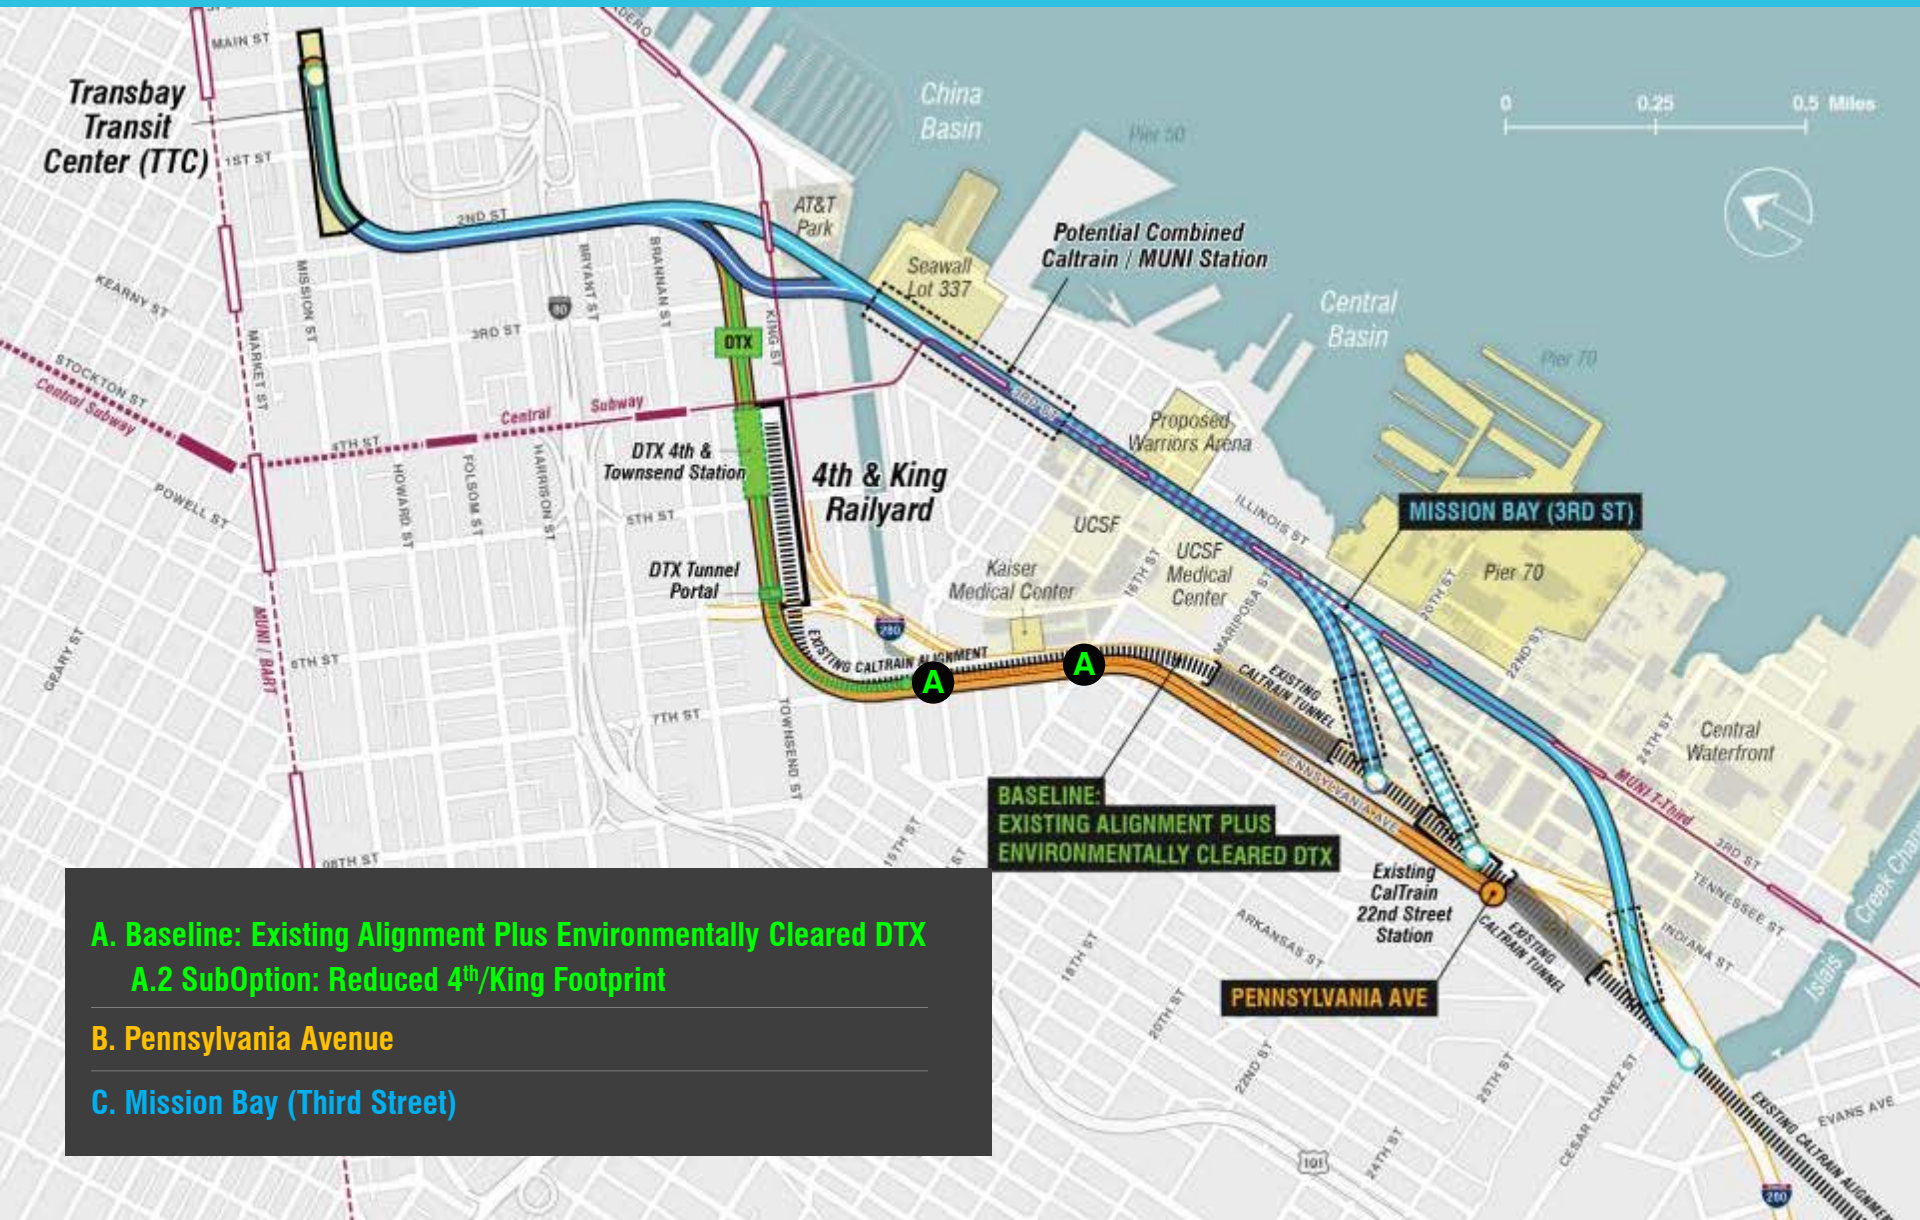 MAIN ST
Transbay
Transit
Center (TTC)
1ST ST
2ND ST
KEARNY ST
MISSION ST
BRYANT ST
BRANNAN ST
80
3RD ST
KING ST
DTX
STOCKTON ST
Central Subway
MARKET ST
Central
Subway
4TH ST
POWELL ST
HOWARD ST
FOLSOM ST
HARRISON ST
5TH ST
DTX 4th &
Townsend Station
4th & King
Railyard
DTX Tunnel
Portal
MUNI / BART
GEARY ST
6TH ST
7TH ST
TOWNSEND ST
08TH ST
China
Basin
Pier 50
AT&T
Park
Seawall
Lot 337
Potential Combined
Caltrain / MUNI Station
Central
Basin
Pier 70
0
0.25
0.5 Miles
3RD ST
Proposed
Warriors Arena
ILLINOIS ST
MISSION BAY (3RD ST)
UCSF
UCSF
Medical
Center
16TH ST
MARIPOSA ST
Kaiser
Medical Center
Pier 70
20TH ST
22ND ST
280
EXISTING CALTRAIN ALIGNMENT
A
A
EXISTING
CALTRAIN TUNNEL
24TH ST
Central
Waterfront
MUNI T-Third
3RD ST
TENNESSEE ST
INDIANA ST
PENNSYLVANIA AVE
BASELINE:
EXISTING ALIGNMENT PLUS
ENVIRONMENTALLY CLEARED DTX
15TH ST
Existing
CalTrain
22nd Street
Station
EXISTING
CALTRAIN TUNNEL
ARKANSAS ST
18TH ST
20TH ST
22ND ST
PENNSYLVANIA AVE
25TH ST
24TH ST
CESAR CHAVEZ ST
101
Islais
EVANS AVE
EXISTING CALTRAIN
280
A. Baseline: Existing Alignment Plus Environmentally Cleared DTX
A.2 SubOption: Reduced 4th/King Footprint
B. Pennsylvania Avenue
C. Mission Bay (Third Street)